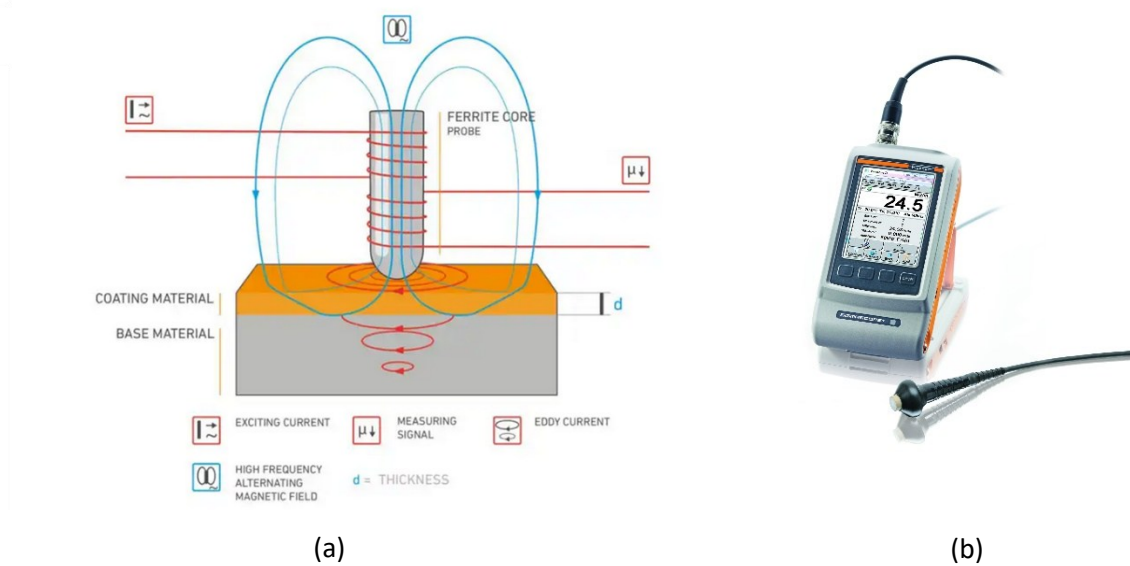 FERRITE CORE
PROBE
μ↓
COATING MATERIAL
d
BASE MATERIAL
EXCITING CURRENT
μ↓
MEASURING
SIGNAL
EDDY CURRENT
HIGH FREQUENCY
ALTERNATING
MAGNETIC FIELD
d = THICKNESS
24.5
(a)
(b)